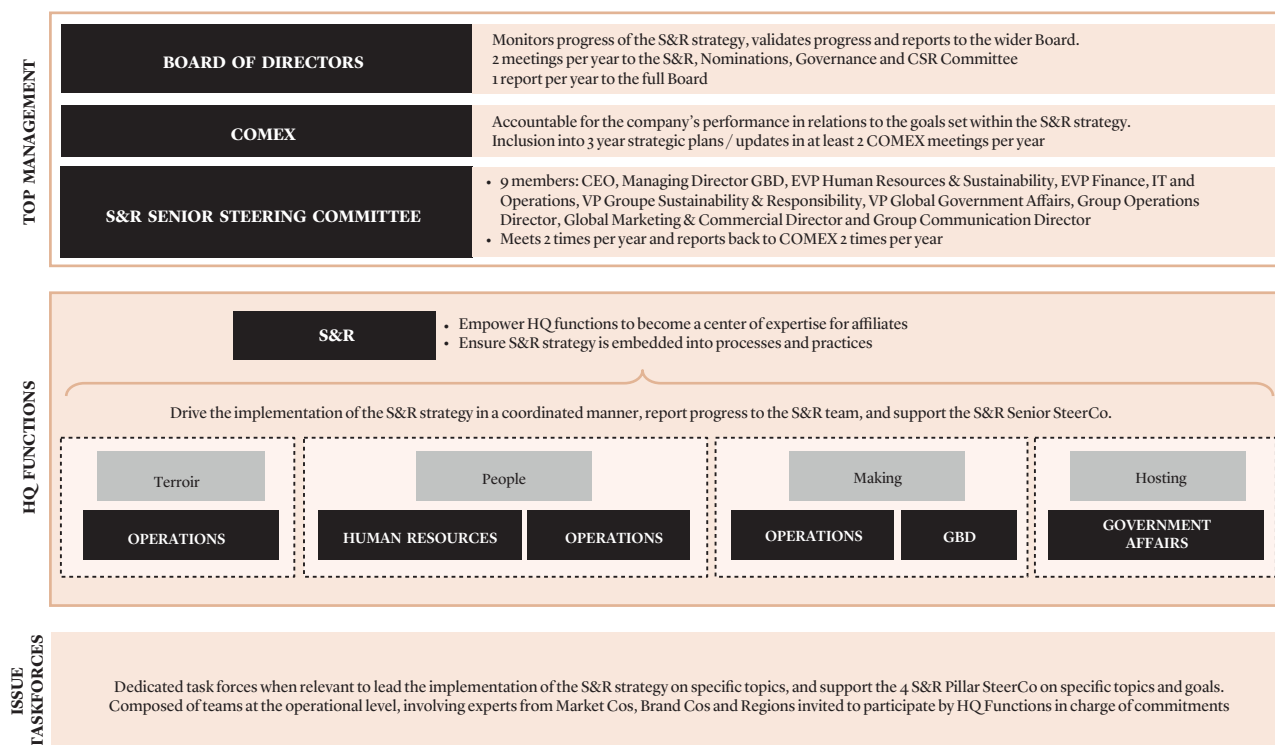 TOP MANAGEMENT
BOARD OF DIRECTORS
Monitors progress of the S&R strategy, validates progress and reports to the wider Board.
2 meetings per year to the S&R, Nominations, Governance and CSR Committee
1 report per year to the full Board
COMEX
Accountable for the company's performance in relations to the goals set within the S&R strategy.
Inclusion into 3 year strategic plans / updates in at least 2 COMEX meetings per year
S&R SENIOR STEERING COMMITTEE
• 9 members: CEO, Managing Director GBD, EVP Human Resources & Sustainability, EVP Finance, IT and
Operations, VP Groupe Sustainability & Responsibility, VP Global Government Affairs, Group Operations
Director, Global Marketing & Commercial Director and Group Communication Director
• Meets 2 times per year and reports back to COMEX 2 times per year
HQ FUNCTIONS
S&R
• Empower HQ functions to become a center of expertise for affiliates
• Ensure S&R strategy is embedded into processes and practices
Drive the implementation of the S&R strategy in a coordinated manner, report progress to the S&R team, and support the S&R Senior SteerCo.
Terroir
OPERATIONS
People
HUMAN RESOURCES
OPERATIONS
Making
OPERATIONS
GBD
Hosting
GOVERNMENT
AFFAIRS
ISSUE
TASKFORCES
Dedicated task forces when relevant to lead the implementation of the S&R strategy on specific topics, and support the 4 S&R Pillar SteerCo on specific topics and goals.
Composed of teams at the operational level, involving experts from Market Cos, Brand Cos and Regions invited to participate by HQ Functions in charge of commitments